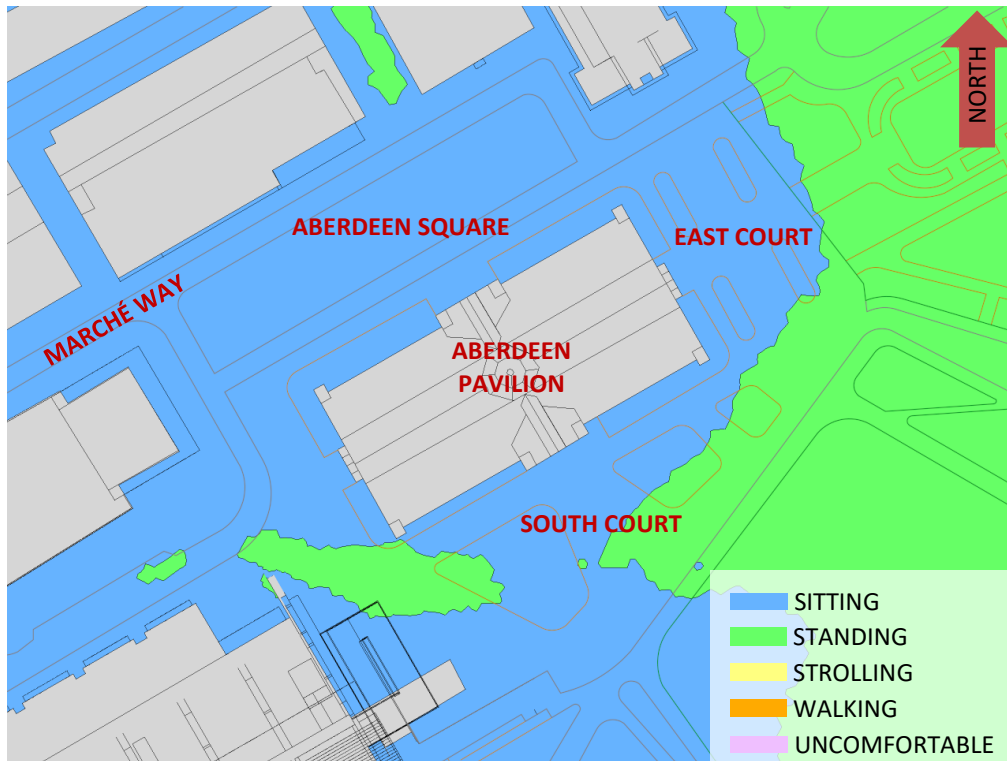 NORTH
ABERDEEN SQUARE
EAST COURT
MARCHÉ WAY
ABERDEEN
PAVILION
SOUTH COURT
SITTING
STANDING
STROLLING
WALKING
UNCOMFORTABLE